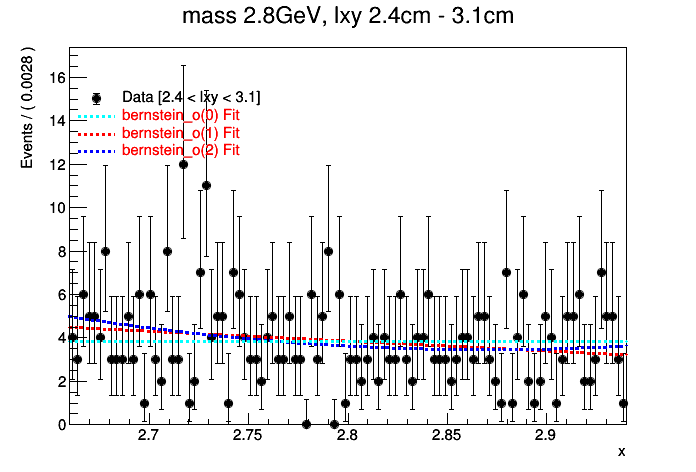 mass 2.8GeV, lxy 2.4cm - 3.1cm
Events / ( 0.0028 )
16
14
12
10
8
6
4
2
0
Data [2.4 < lxy < 3.1]
bernstein_o(0) Fit
bernstein_o(1) Fit
bernstein_o(2) Fit
2.7 2.75 2.8 2.85 2.9
x